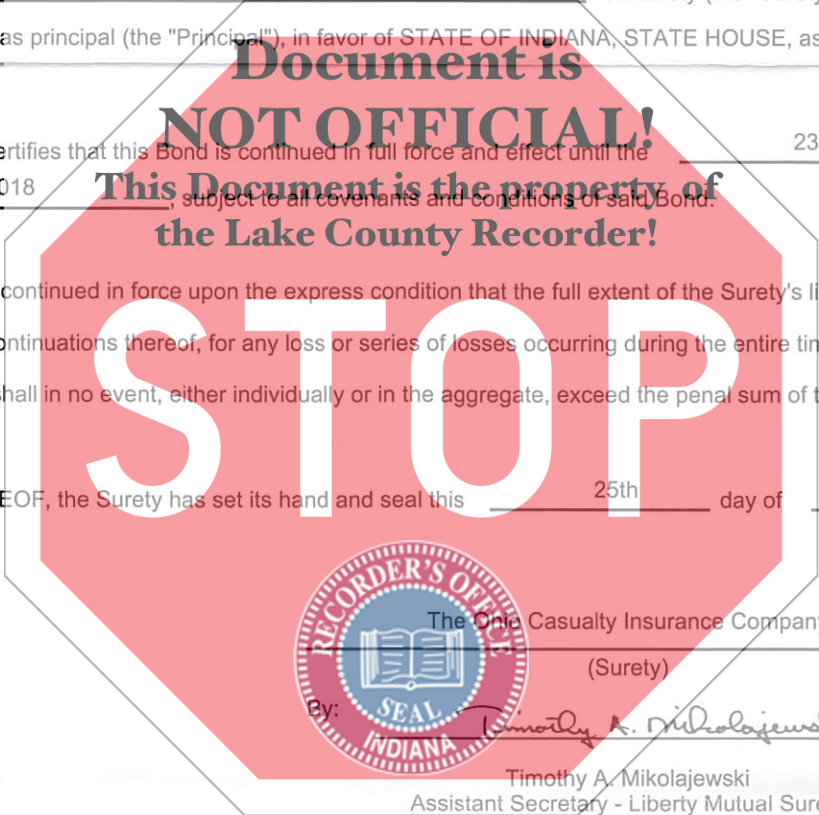 as principal (the "Principal"), in favor of STATE OF INDIANA, STATE HOUSE, as
Document is
NOT OFFICIAL!
ertifies that this Bond is continued in full force and effect until the 23
This Document is the property of
018, subject to all covenants and conditions of said Bond.
the Lake County Recorder!
continued in force upon the express condition that the full extent of the Surety's li
ontinuations thereof, for any loss or series of losses occurring during the entire tim
STOP
hall in no event, either individually or in the aggregate, exceed the penal sum of t
EOF, the Surety has set its hand and seal this 25th day of
RECORDER'S OFFICE
SEAL
INDIANA
The Ohio Casualty Insurance Company
(Surety)
By: Timothy A. Mikolajews
Timothy A. Mikolajewski
Assistant Secretary - Liberty Mutual Sure